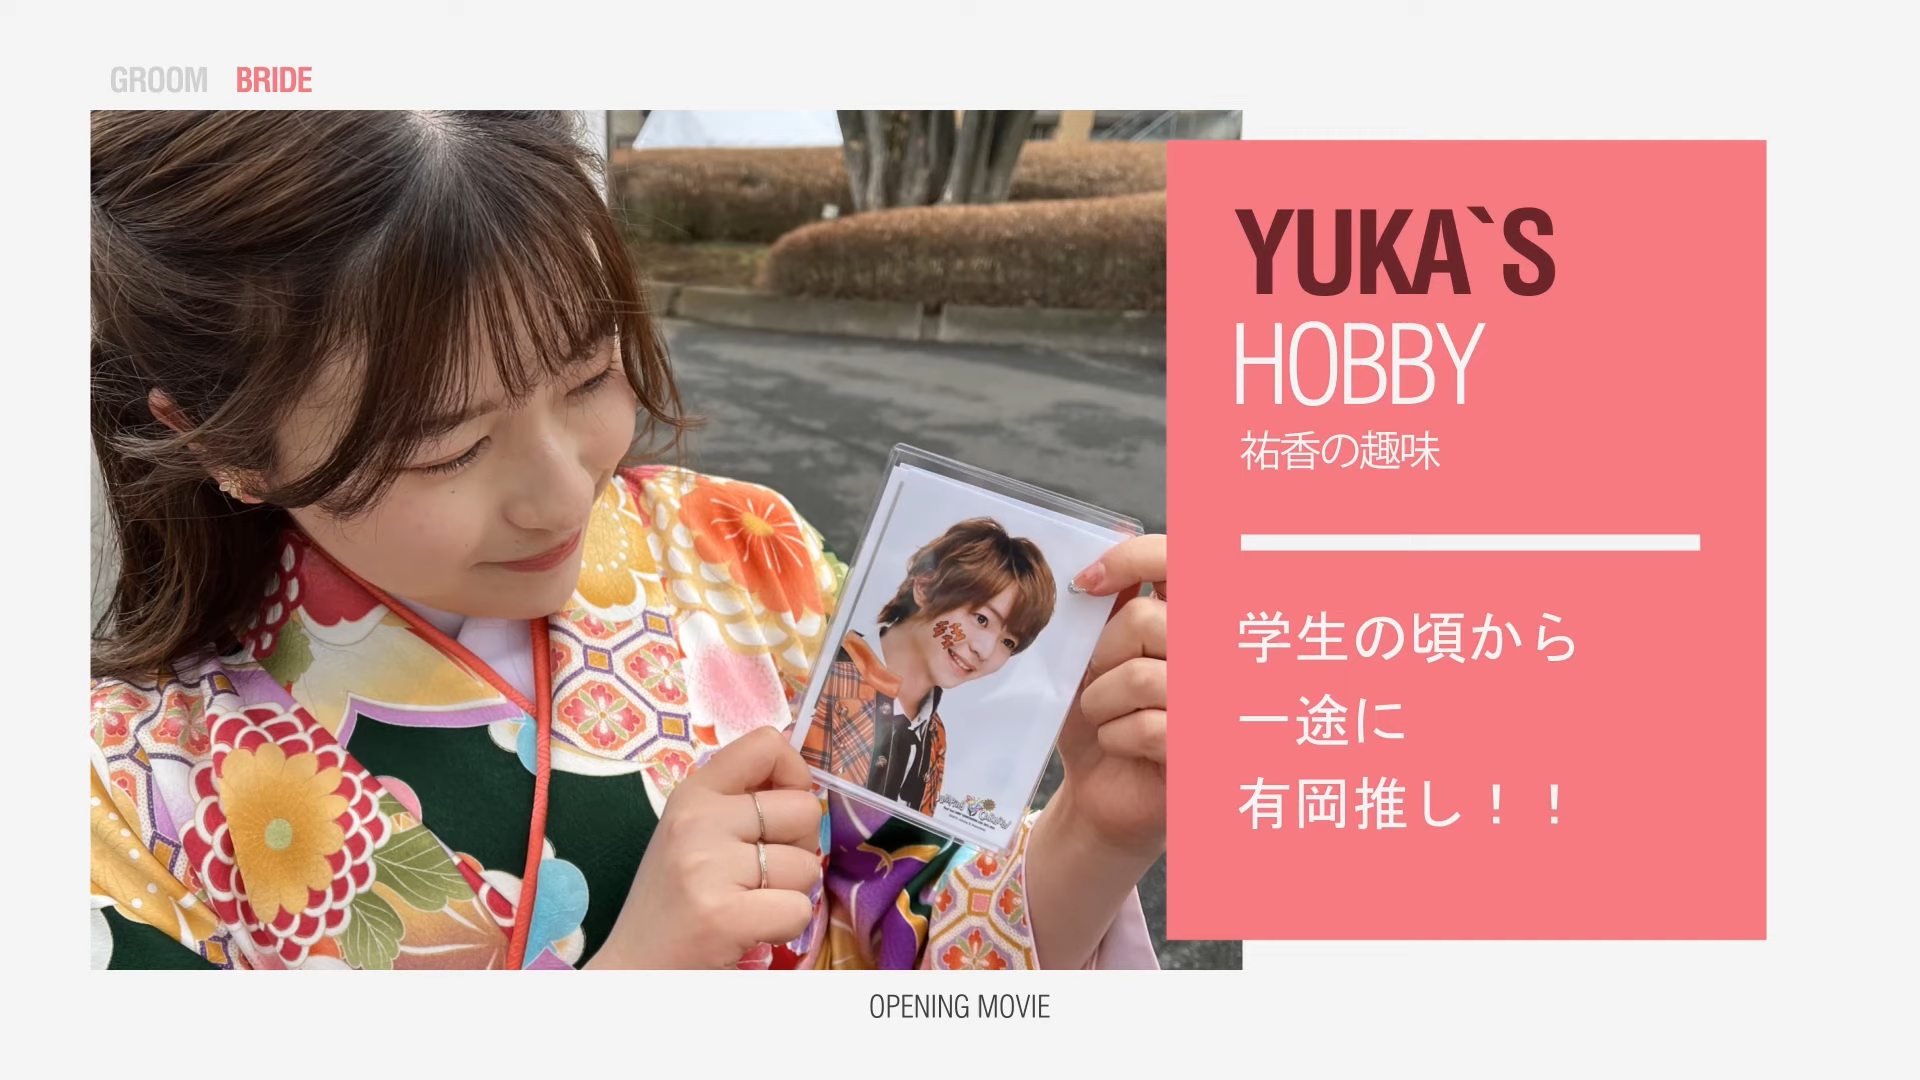 GROOM BRIDE
YUKA`S
HOBBY
祐香の趣味
学生の頃から
一途に
有岡推し！！
OPENING MOVIE